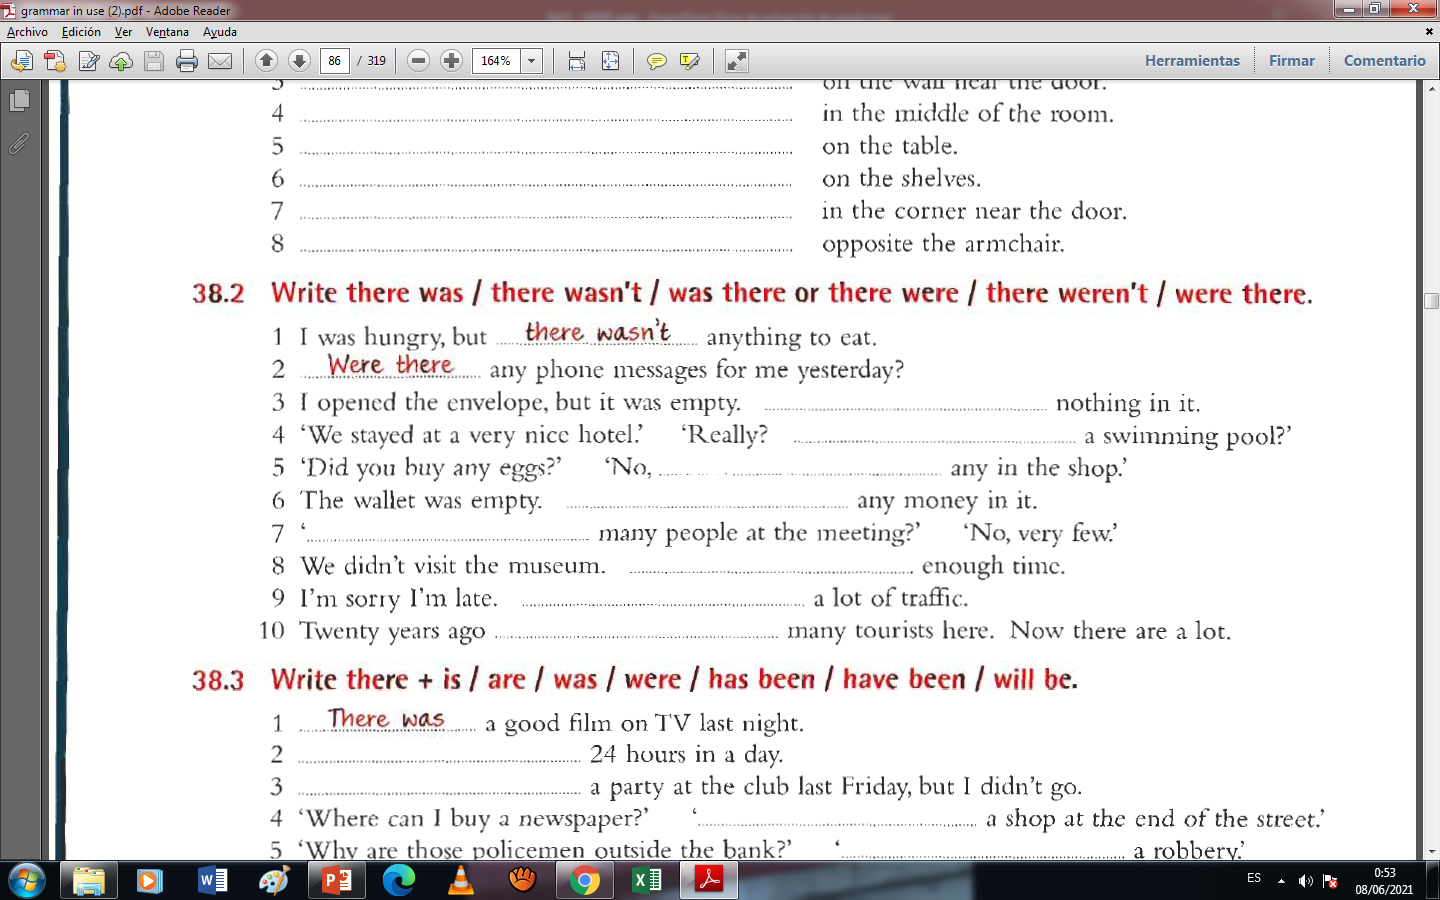 grammar in use (2).pdf - Adobe Reader
Archivo Edición Ver Ventana Ayuda
86 / 319 164% Herramientas Firmar Comentario
3 ........ on the wall near the door.
4 ........ in the middle of the room.
5 ........ on the table.
6 ........ on the shelves.
7 ........ in the corner near the door.
8 ........ opposite the armchair.
38.2 Write there was / there wasn't / was there or there were / there weren't / were there.
1 I was hungry, but there wasn't anything to eat.
2 Were there any phone messages for me yesterday?
3 I opened the envelope, but it was empty. ........ nothing in it.
4 ‘We stayed at a very nice hotel.’ ‘Really? ........ a swimming pool?’
5 ‘Did you buy any eggs?’ ‘No, ........ any in the shop.’
6 The wallet was empty. ........ any money in it.
7 ‘........ many people at the meeting?’ ‘No, very few.’
8 We didn’t visit the museum. ........ enough time.
9 I’m sorry I’m late. ........ a lot of traffic.
10 Twenty years ago ........ many tourists here. Now there are a lot.
38.3 Write there + is / are / was / were / has been / have been / will be.
1 There was a good film on TV last night.
2 ........ 24 hours in a day.
3 ........ a party at the club last Friday, but I didn’t go.
4 ‘Where can I buy a newspaper?’ ‘........ a shop at the end of the street.’
5 ‘Why are those policemen outside the bank?’ ‘........ a robbery.’
ES 0:53
08/06/2021